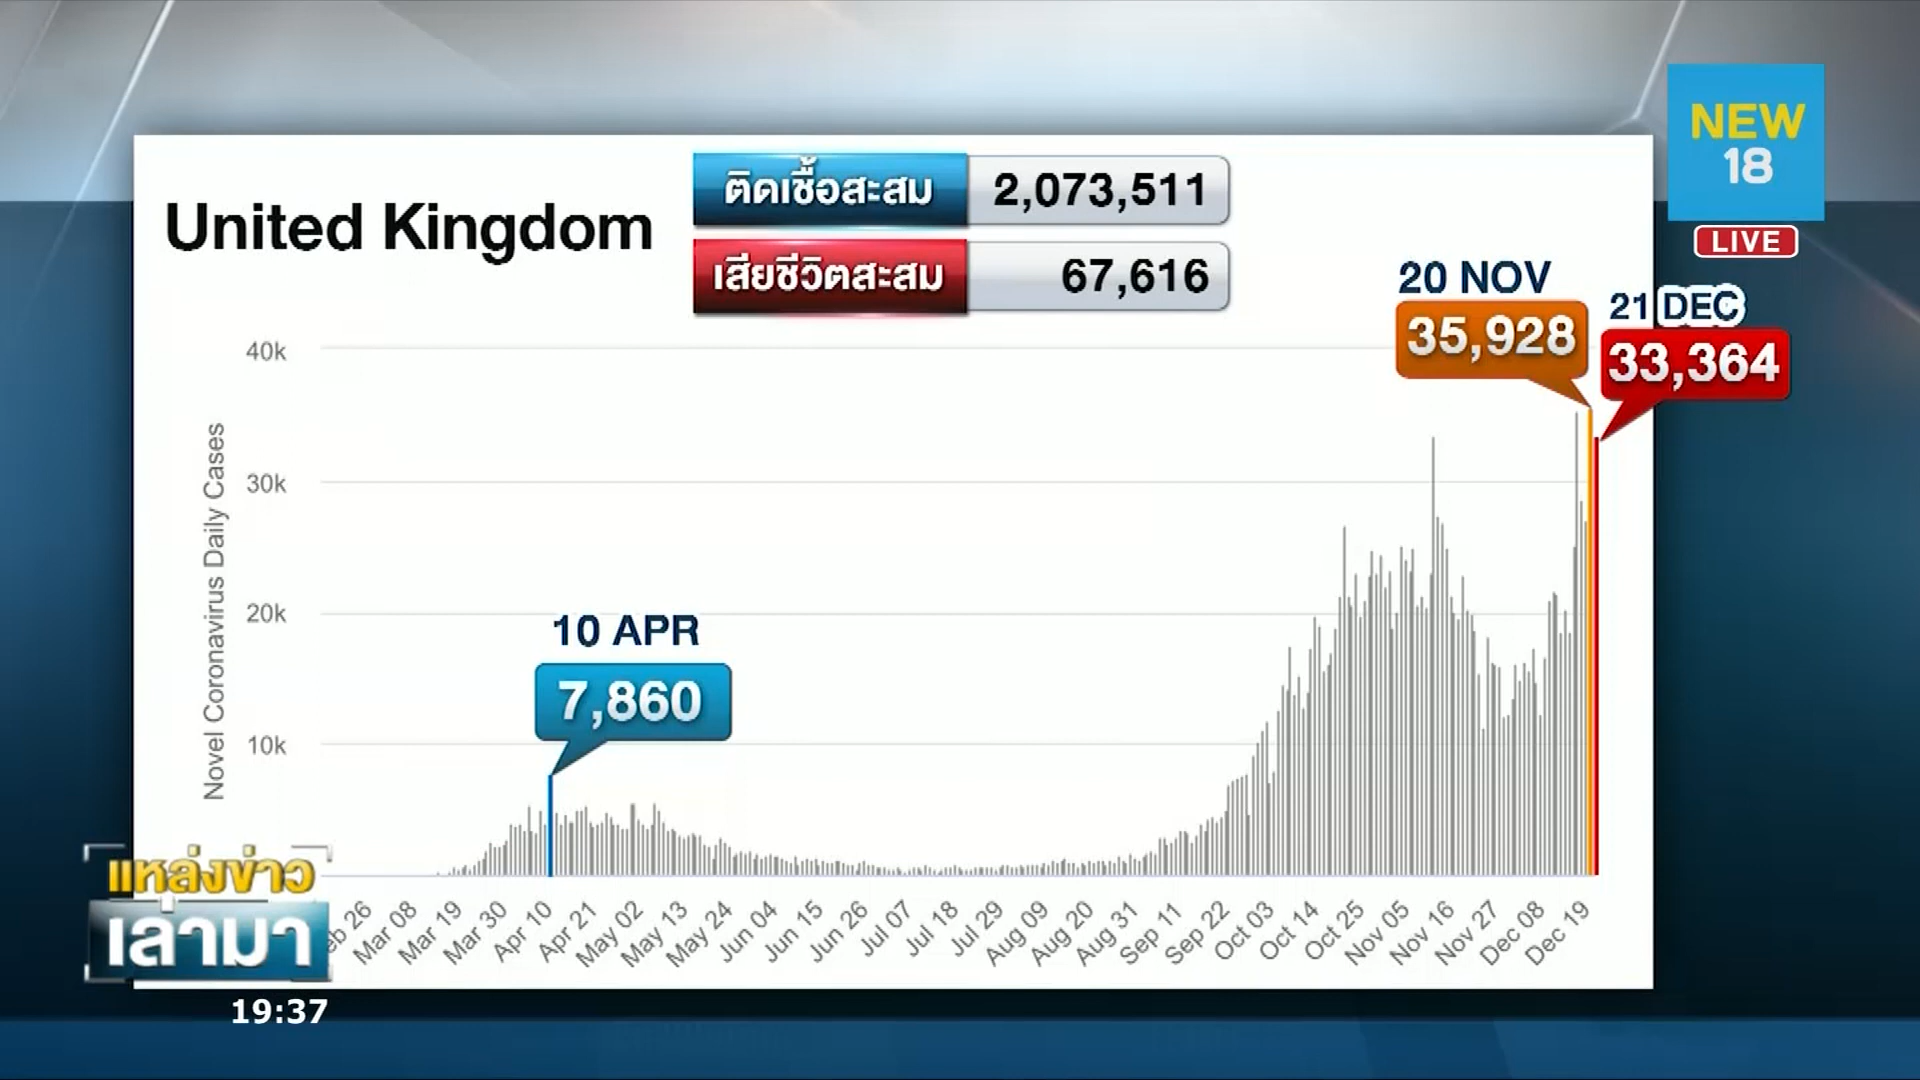 NEW
18
LIVE
United Kingdom
ติดเชื้อสะสม 2,073,511
เสียชีวิตสะสม 67,616
20 NOV
35,928
21 DEC
33,364
10 APR
7,860
Novel Coronavirus Daily Cases
40k
30k
20k
10k
eb 26
Mar 08
Mar 19
Mar 30
Apr 10
Apr 21
May 02
May 13
May 24
Jun 04
Jun 15
Jun 26
Jul 07
Jul 18
Jul 29
Aug 09
Aug 20
Aug 31
Sep 11
Sep 22
Oct 03
Oct 14
Oct 25
Nov 05
Nov 16
Nov 27
Dec 08
Dec 19
แหล่งข่าว
เล่ามา
19:37